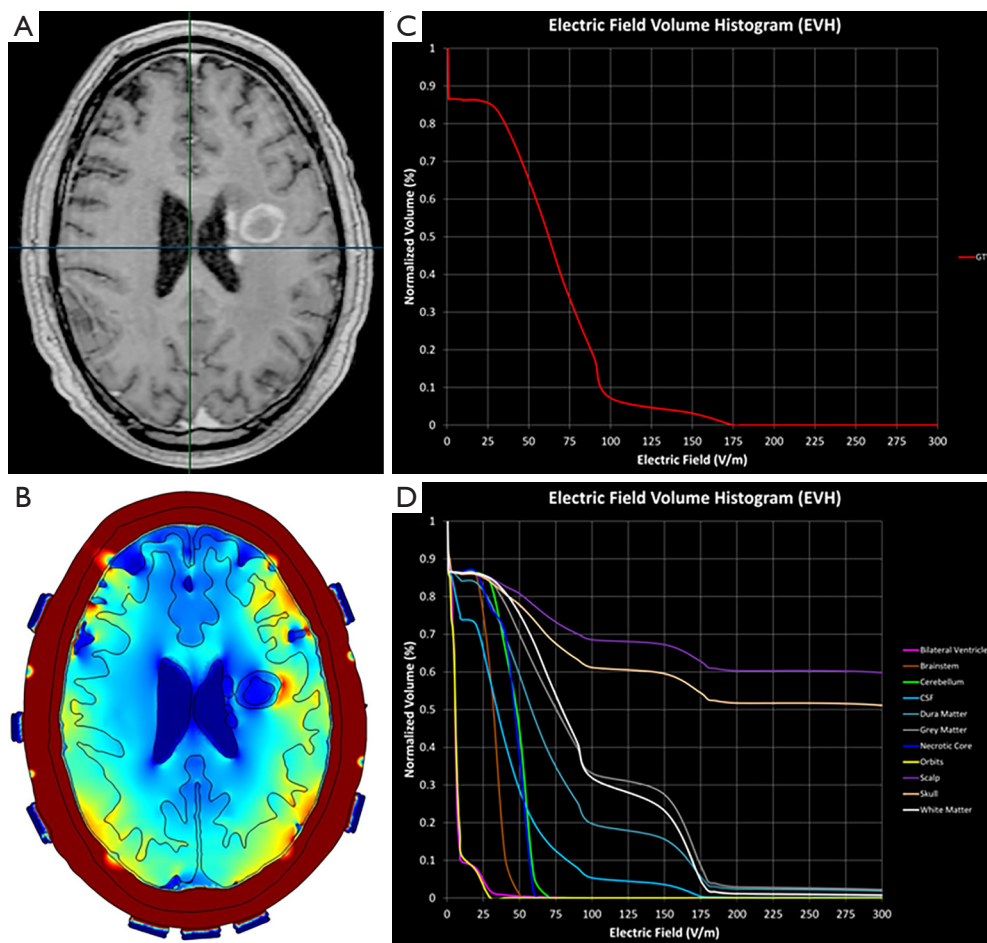 A
C
Electric Field Volume Histogram (EVH)
Normalized Volume (%)
1
0.9
0.8
0.7
0.6
0.5
0.4
0.3
0.2
0.1
0
0 25 50 75 100 125 150 175 200 225 250 275 300
Electric Field (V/m)
GT
B
D
Electric Field Volume Histogram (EVH)
Normalized Volume (%)
1
0.9
0.8
0.7
0.6
0.5
0.4
0.3
0.2
0.1
0
0 25 50 75 100 125 150 175 200 225 250 275 300
Electric Field (V/m)
Bilateral Ventricle
Brainstem
Cerebellum
CSF
Dura Matter
Grey Matter
Necrotic Core
Orbits
Scalp
Skull
White Matter